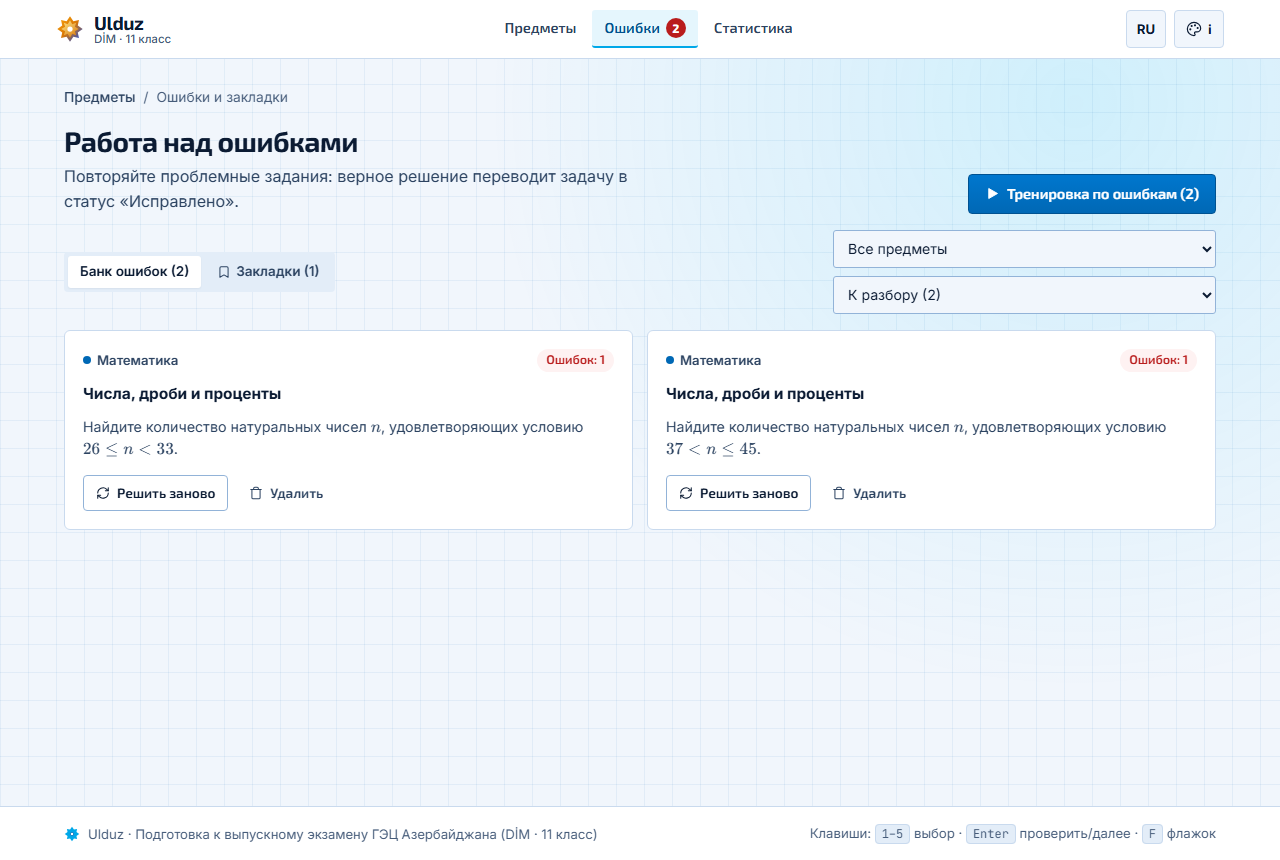 Ulduz
DİM · 11 класс
Предметы
Ошибки 2
Статистика
RU
i
Предметы / Ошибки и закладки
Работа над ошибками
Повторяйте проблемные задания: верное решение переводит задачу в
статус «Исправлено».
Тренировка по ошибкам (2)
Банк ошибок (2)
Закладки (1)
Все предметы
К разбору (2)
Математика
Ошибок: 1
Числа, дроби и проценты
Найдите количество натуральных чисел n, удовлетворяющих условию
26 ≤ n < 33.
Решить заново
Удалить
Математика
Ошибок: 1
Числа, дроби и проценты
Найдите количество натуральных чисел n, удовлетворяющих условию
37 < n ≤ 45.
Решить заново
Удалить
Ulduz · Подготовка к выпускному экзамену ГЭЦ Азербайджана (DİM · 11 класс)
Клавиши: 1–5 выбор · Enter проверить/далее · F флажок